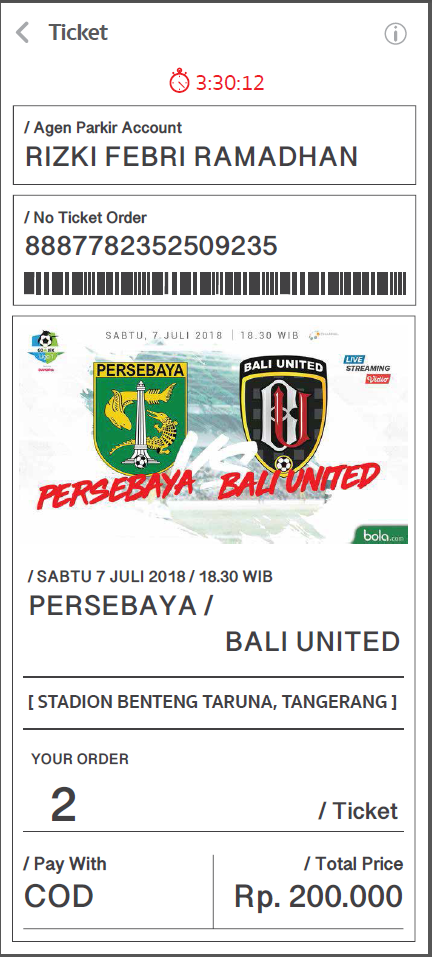 Ticket
3:30:12
/ Agen Parkir Account
RIZKI FEBRI RAMADHAN
/ No Ticket Order
8887782352509235
SABTU, 7 JULI 2018 | 18.30 WIB
LIVE
STREAMING
Vidio
PERSEBAYA
BALI UNITED
VS
PERSEBAYA BALI UNITED
bola.com
/ SABTU 7 JULI 2018 / 18.30 WIB
PERSEBAYA /
BALI UNITED
[ STADION BENTENG TARUNA, TANGERANG ]
YOUR ORDER
2 / Ticket
/ Pay With
COD
/ Total Price
Rp. 200.000